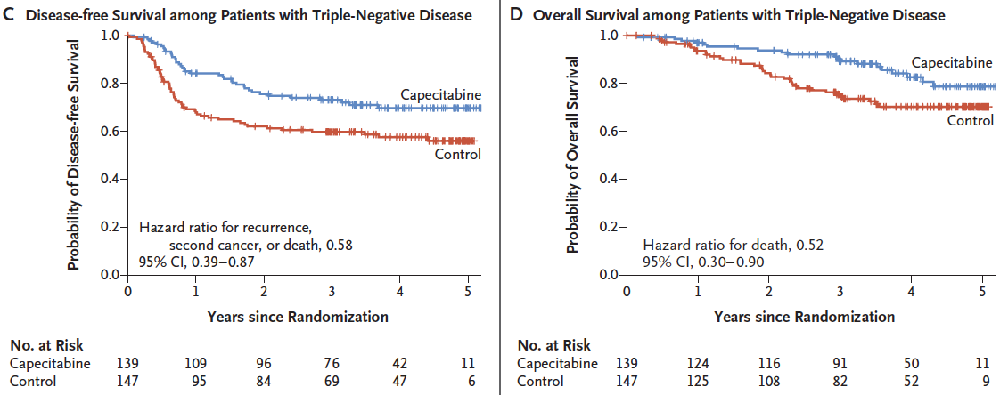 C Disease-free Survival among Patients with Triple-Negative Disease
Probability of Disease-free Survival
1.0
0.8
0.6
0.4
0.2
0.0
Capecitabine
Control
Hazard ratio for recurrence,
second cancer, or death, 0.58
95% CI, 0.39–0.87
0 1 2 3 4 5
Years since Randomization
No. at Risk
Capecitabine 139 109 96 76 42 11
Control 147 95 84 69 47 6
D Overall Survival among Patients with Triple-Negative Disease
Probability of Overall Survival
1.0
0.8
0.6
0.4
0.2
0.0
Capecitabine
Control
Hazard ratio for death, 0.52
95% CI, 0.30–0.90
0 1 2 3 4 5
Years since Randomization
No. at Risk
Capecitabine 139 124 116 91 50 11
Control 147 125 108 82 52 9